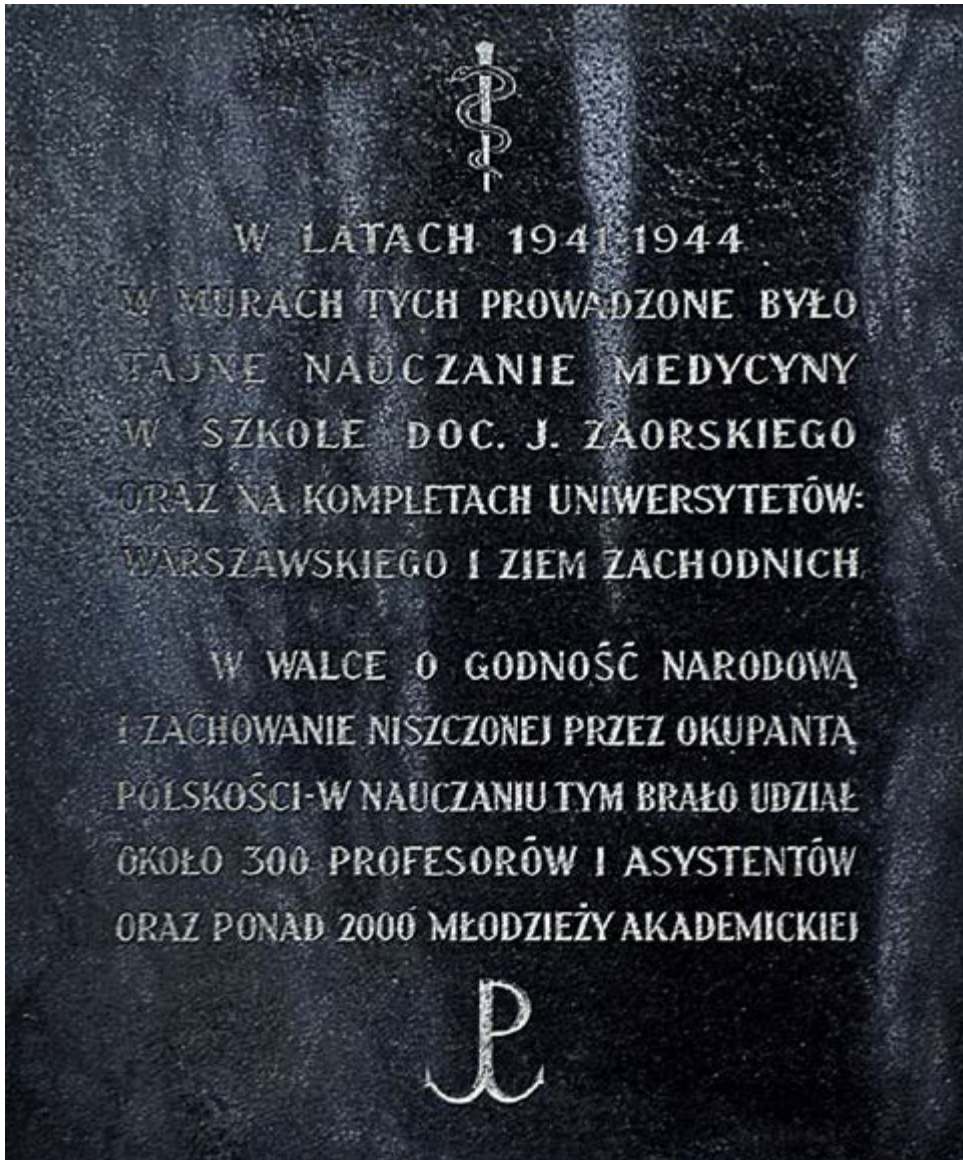 W LATACH 1941-1944
W MURACH TYCH PROWADZONE BYŁO
TAJNE NAUCZANIE MEDYCYNY
W SZKOLE DOC. J. ZAORSKIEGO
ORAZ NA KOMPLETACH UNIWERSYTETÓW:
WARSZAWSKIEGO I ZIEM ZACHODNICH
W WALCE O GODNOŚĆ NARODOWĄ
I ZACHOWANIE NISZCZONEJ PRZEZ OKUPANTĄ
POLSKOŚCI-W NAUCZANIU TYM BRAŁO UDZIAŁ
OKOŁO 300 PROFESORÓW I ASYSTENTÓW
ORAZ PONAD 2000 MŁODZIEŻY AKADEMICKIEJ